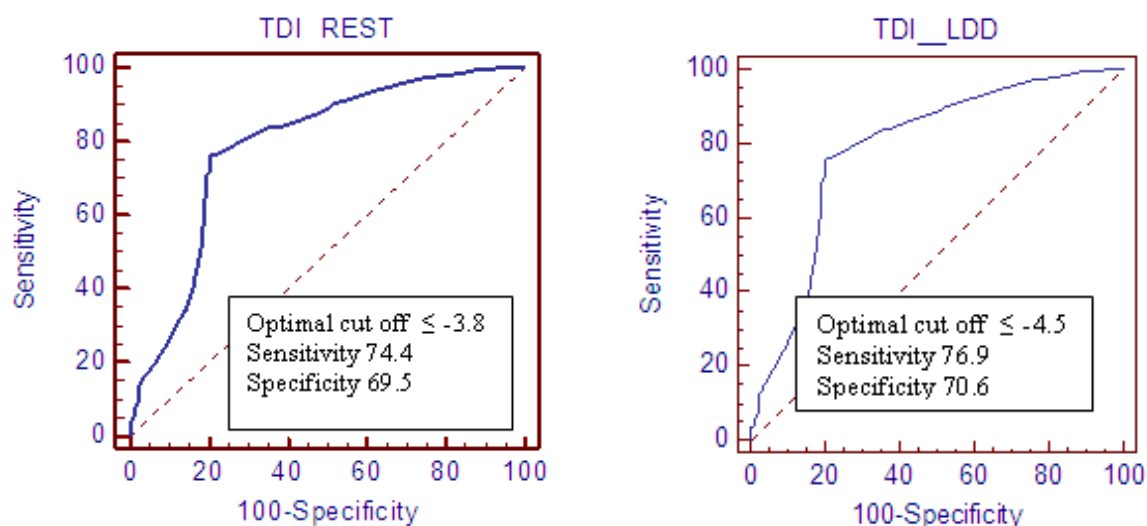 TDI REST
100
80
60
40
20
0
Sensitivity
Optimal cut off ≤ -3.8
Sensitivity 74.4
Specificity 69.5
0 20 40 60 80 100
100-Specificity
TDI__LDD
100
80
60
40
20
0
Sensitivity
Optimal cut off ≤ -4.5
Sensitivity 76.9
Specificity 70.6
0 20 40 60 80 100
100-Specificity